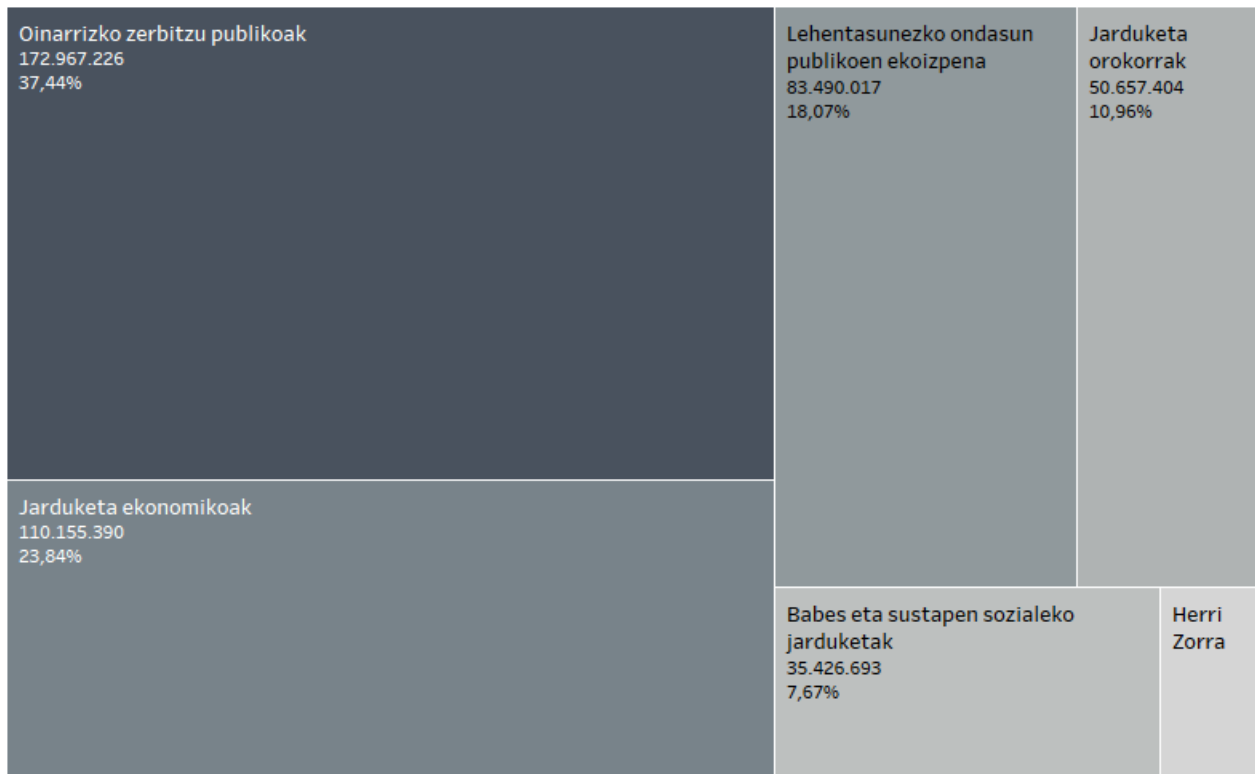 Oinarrizko zerbitzu publikoak
172.967.226
37,44%
Jarduketa ekonomikoak
110.155.390
23,84%
Lehentasunezko ondasun
publikoen ekoizpena
83.490.017
18,07%
Jarduketa
orokorrak
50.657.404
10,96%
Babes eta sustapen sozialeko
jarduketak
35.426.693
7,67%
Herri
Zorra